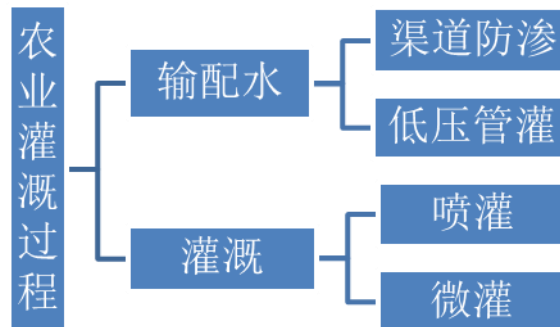 农业灌溉过程
输配水
渠道防渗
低压管灌
灌溉
喷灌
微灌